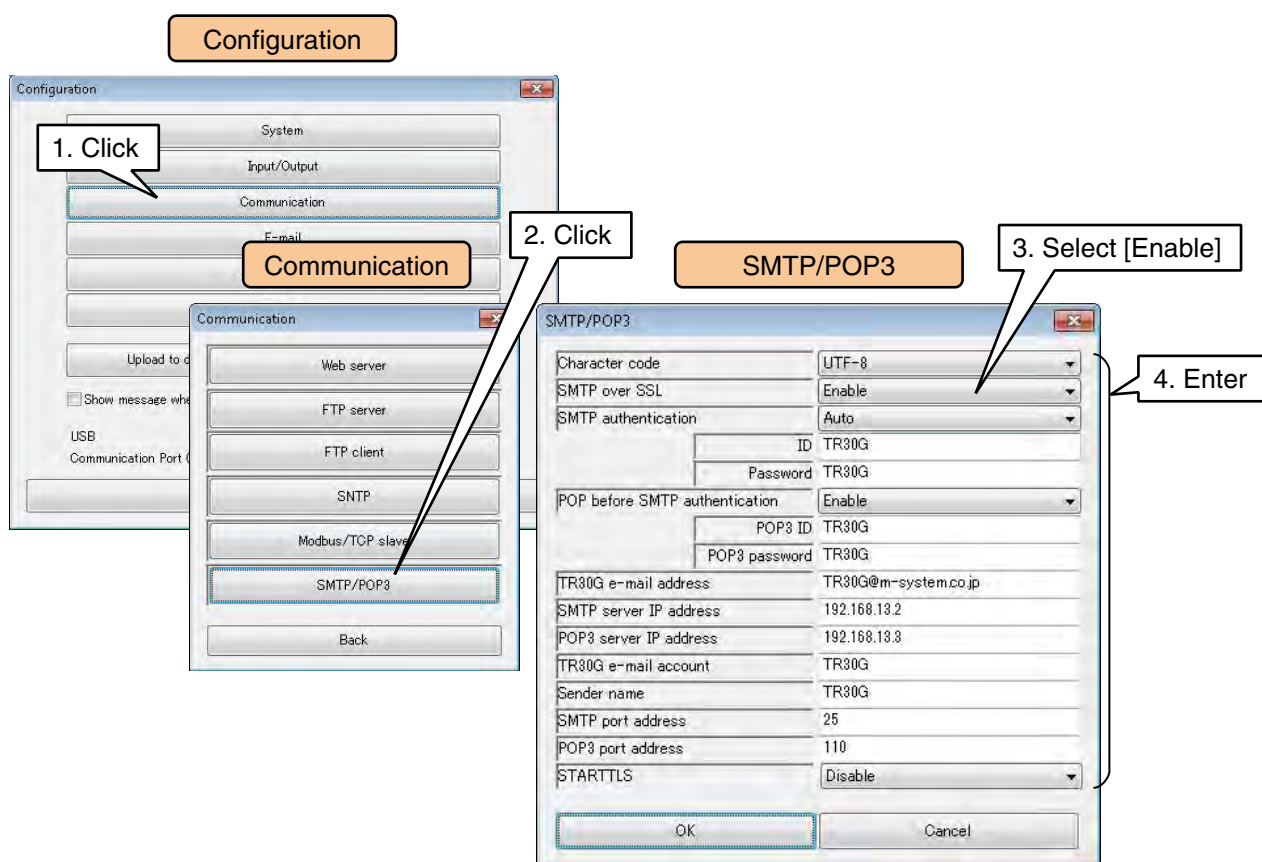 Configuration
Configuration
System
1. Click
Input/Output
Communication
E-mail
2. Click
Communication
SMTP/POP3
3. Select [Enable]
Communication
Web server
FTP server
FTP client
SNTP
Modbus/TCP slave
SMTP/POP3
Back
Upload to d
Show message whe
USB
Communication Port (
SMTP/POP3
Character code UTF-8
SMTP over SSL Enable
SMTP authentication Auto
ID TR30G
Password TR30G
POP before SMTP authentication Enable
POP3 ID TR30G
POP3 password TR30G
TR30G e-mail address TR30G@m-system.co.jp
SMTP server IP address 192.168.13.2
POP3 server IP address 192.168.13.3
TR30G e-mail account TR30G
Sender name TR30G
SMTP port address 25
POP3 port address 110
STARTTLS Disable
OK Cancel
4. Enter